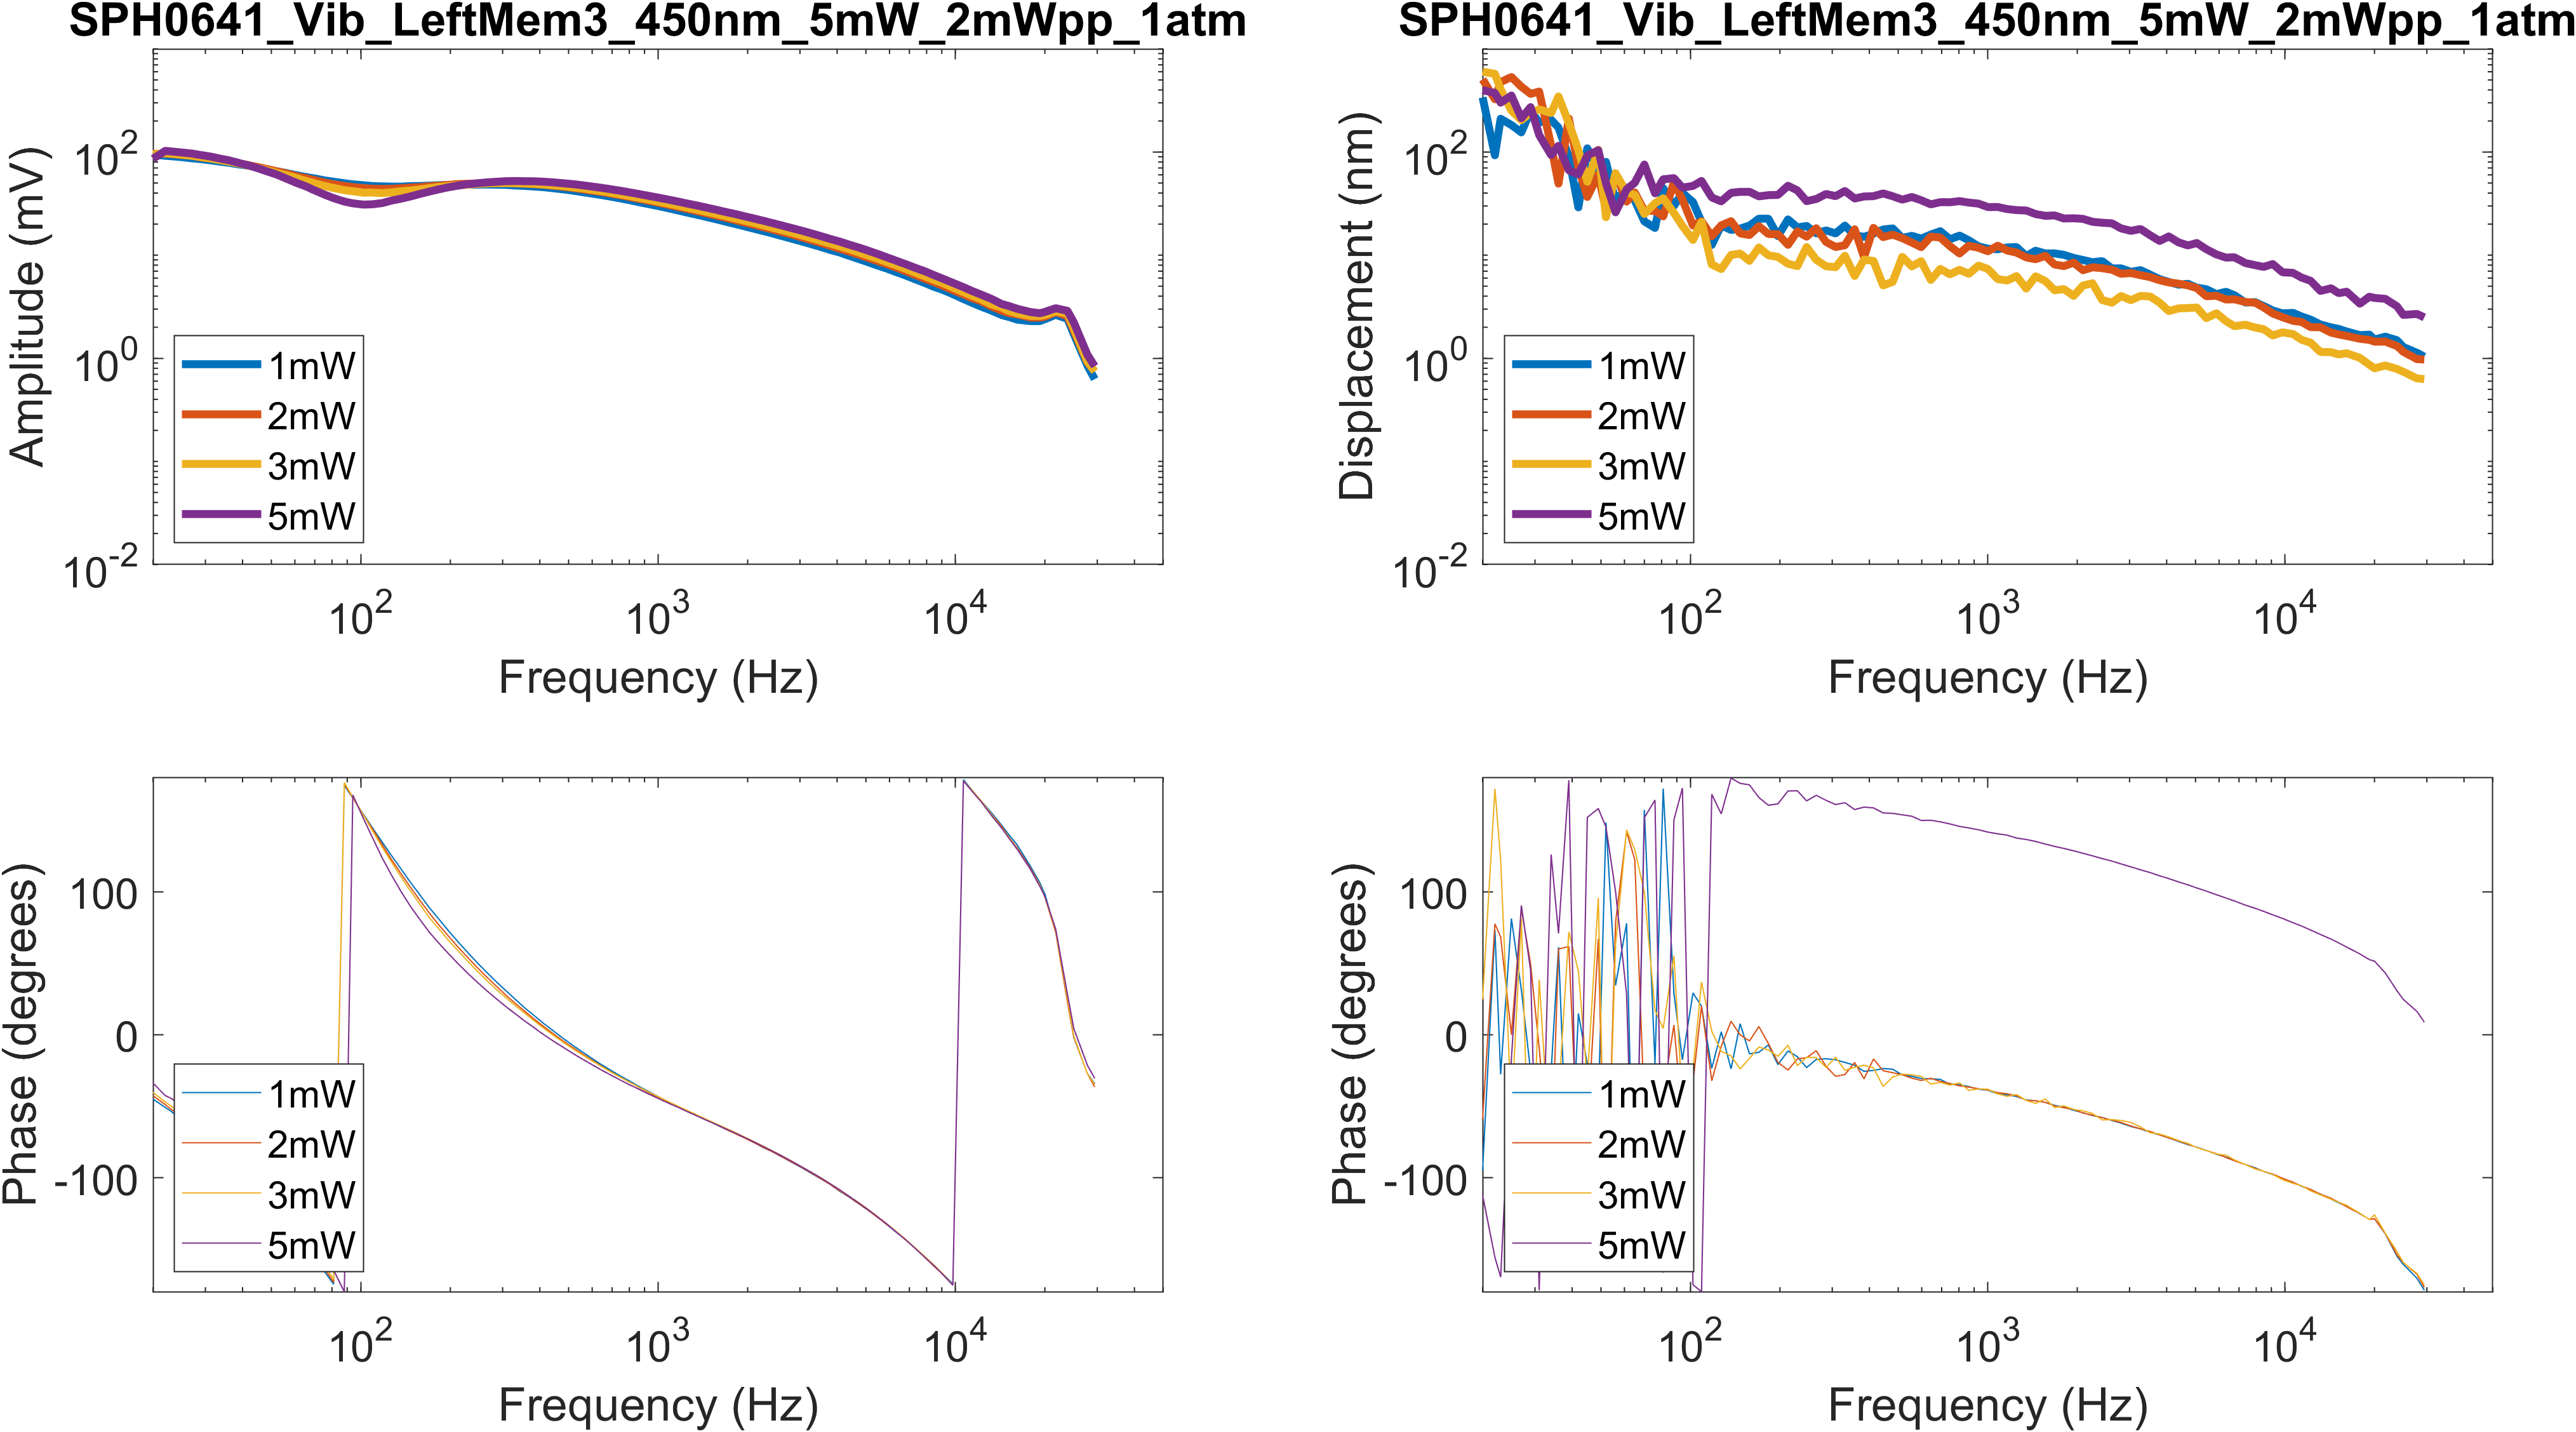 SPH0641_Vib_LeftMem3_450nm_5mW_2mWpp_1atm
Amplitude (mV)
10^2
10^0
10^-2
1mW
2mW
3mW
5mW
10^2
10^3
10^4
Frequency (Hz)
SPH0641_Vib_LeftMem3_450nm_5mW_2mWpp_1atm
Displacement (nm)
10^2
10^0
10^-2
1mW
2mW
3mW
5mW
10^2
10^3
10^4
Frequency (Hz)
Phase (degrees)
100
0
-100
1mW
2mW
3mW
5mW
10^2
10^3
10^4
Frequency (Hz)
Phase (degrees)
100
0
-100
1mW
2mW
3mW
5mW
10^2
10^3
10^4
Frequency (Hz)